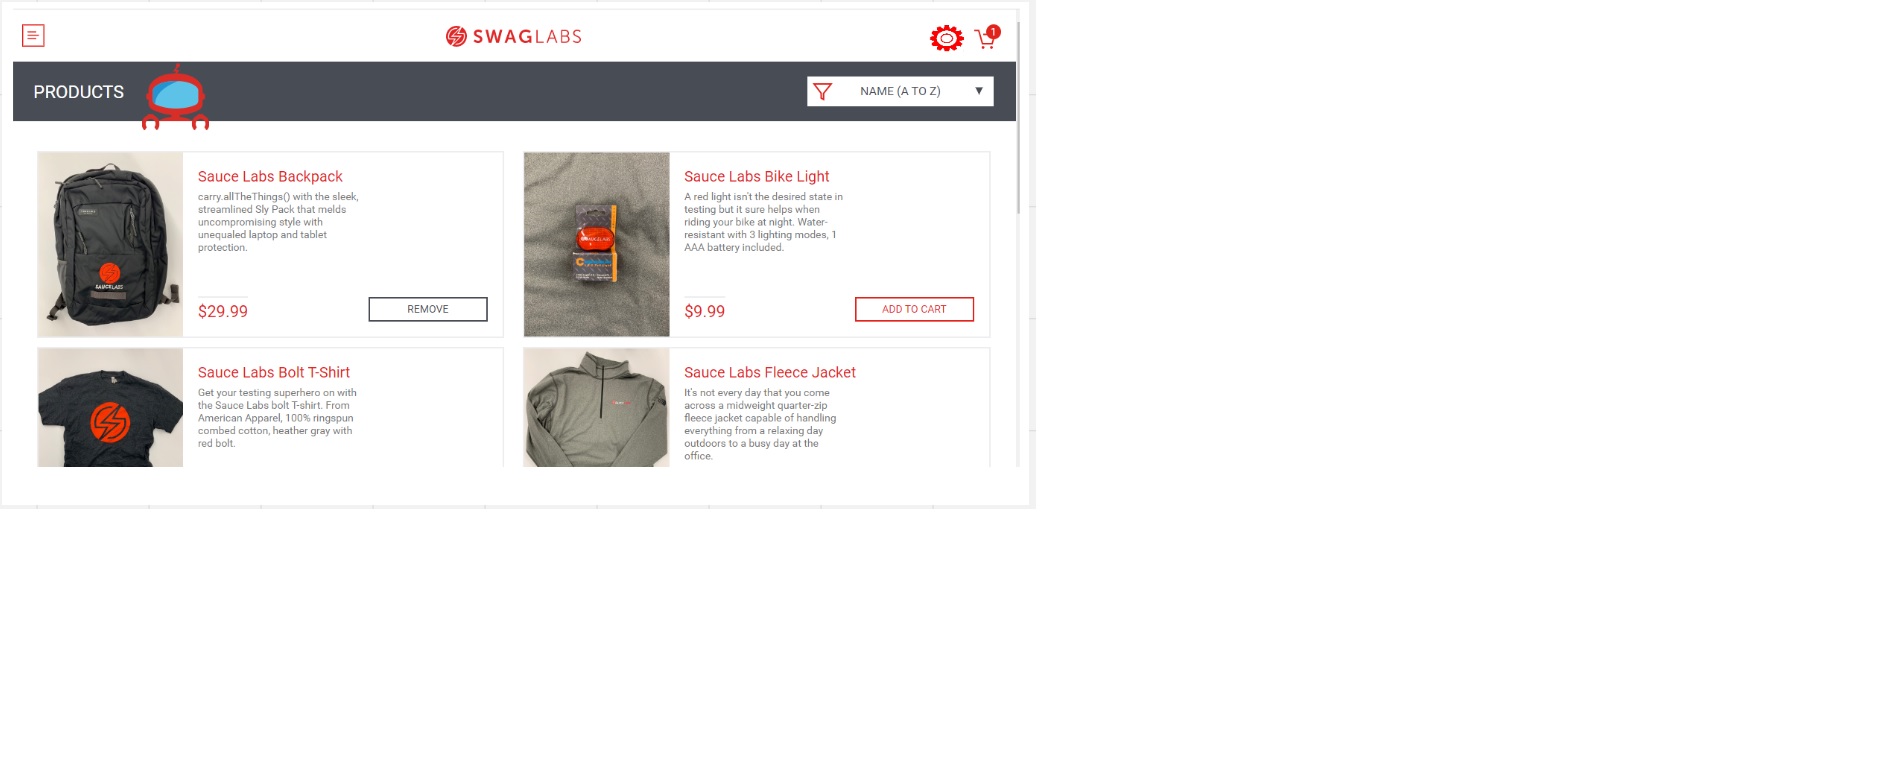 SWAGLABS
1
PRODUCTS
NAME (A TO Z)
Sauce Labs Backpack
carry.allTheThings() with the sleek,
streamlined Sly Pack that melds
uncompromising style with
unequaled laptop and tablet
protection.
$29.99
REMOVE
SAUCELABS
Sauce Labs Bike Light
A red light isn't the desired state in
testing but it sure helps when
riding your bike at night. Water-
resistant with 3 lighting modes, 1
AAA battery included.
$9.99
ADD TO CART
Sauce Labs Bolt T-Shirt
Get your testing superhero on with
the Sauce Labs bolt T-shirt. From
American Apparel, 100% ringspun
combed cotton, heather gray with
red bolt.
Sauce Labs Fleece Jacket
It's not every day that you come
across a midweight quarter-zip
fleece jacket capable of handling
everything from a relaxing day
outdoors to a busy day at the
office.